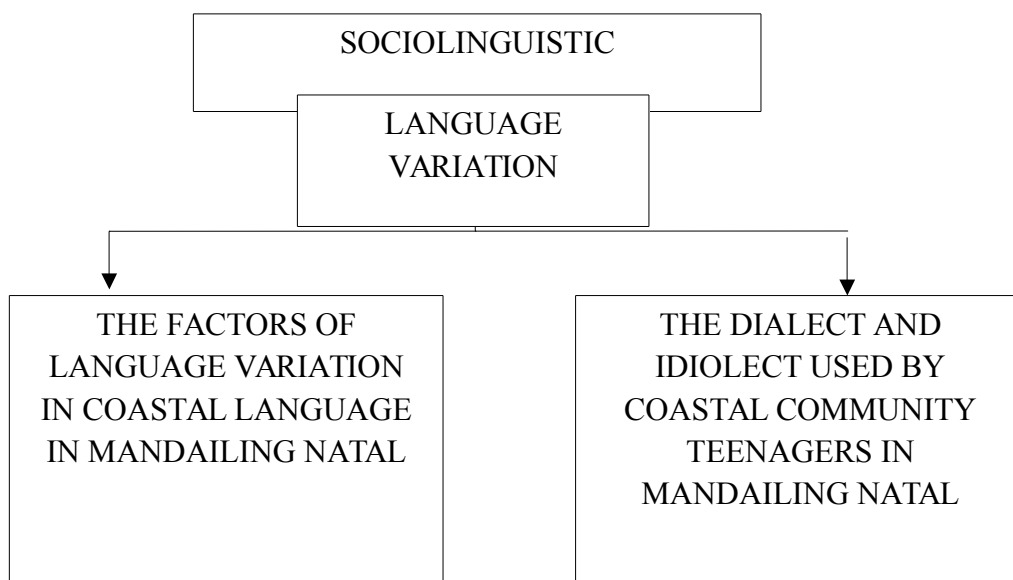 SOCIOLINGUISTIC
LANGUAGE
VARIATION
THE FACTORS OF
LANGUAGE VARIATION
IN COASTAL LANGUAGE
IN MANDAILING NATAL
THE DIALECT AND
IDIOLECT USED BY
COASTAL COMMUNITY
TEENAGERS IN
MANDAILING NATAL